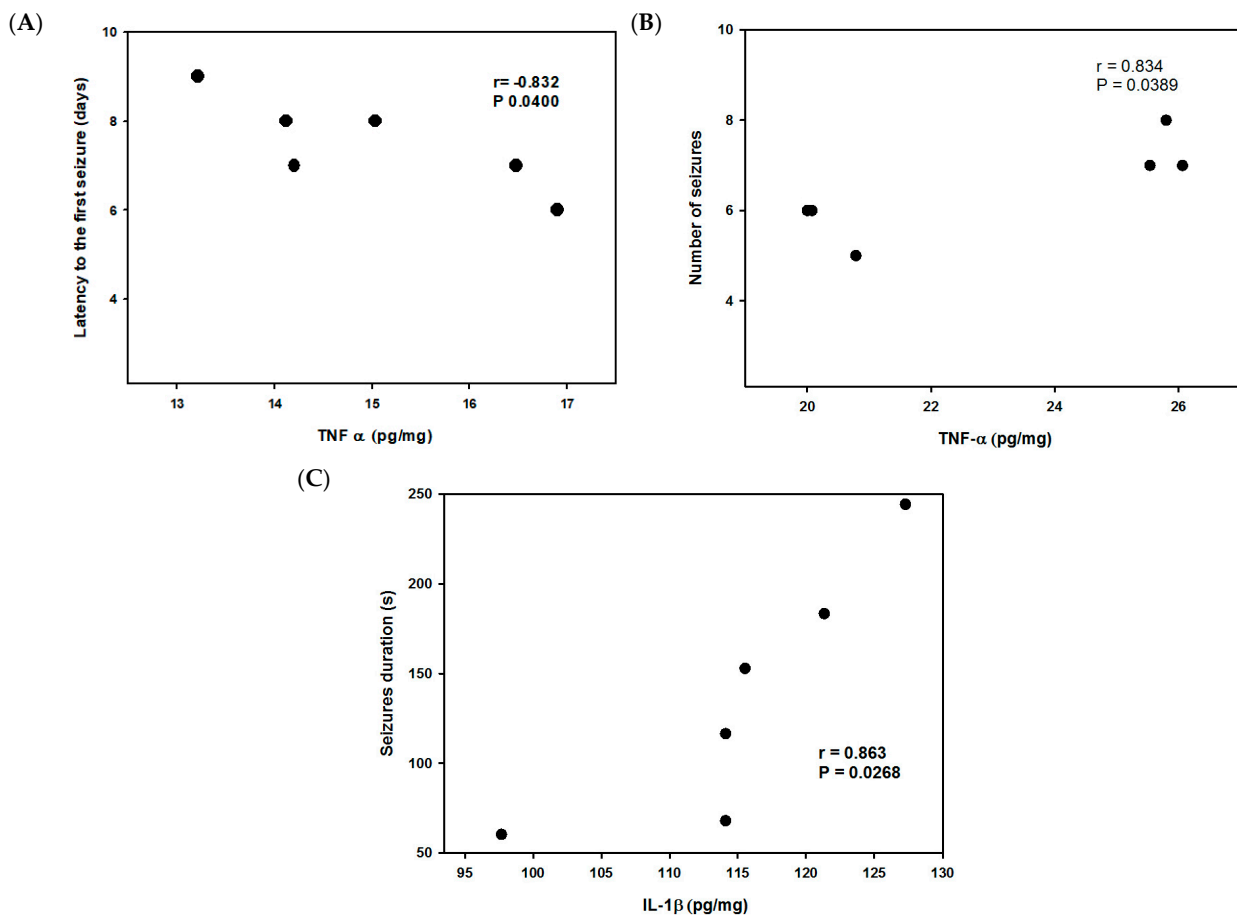 (A)
10
8
6
4
Latency to the first seizure (days)
r= -0.832
P 0.0400
13 14 15 16 17
TNF α (pg/mg)
(B)
10
8
6
4
Number of seizures
r = 0.834
P = 0.0389
20 22 24 26
TNF-α (pg/mg)
(C)
250
200
150
100
50
Seizures duration (s)
r = 0.863
P = 0.0268
95 100 105 110 115 120 125 130
IL-1β (pg/mg)